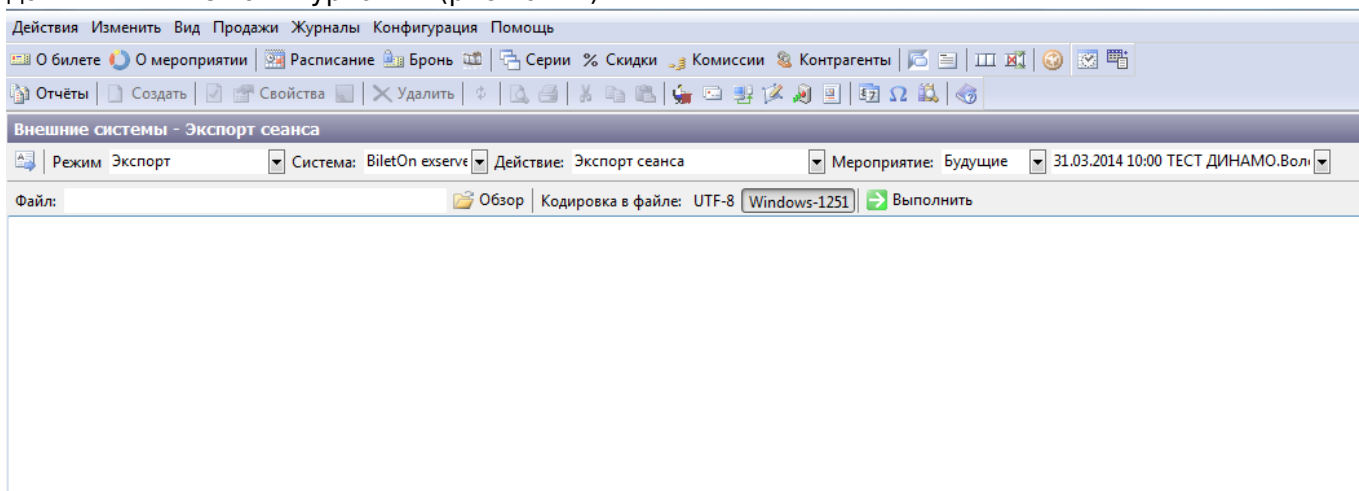 Действия Изменить Вид Продажи Журналы Конфигурация Помощь
О билете О мероприятии Расписание Бронь Серии % Скидки Комиссии Контрагенты
Отчёты Создать Свойства Удалить
Внешние системы - Экспорт сеанса
Режим Экспорт Система: BiletOn exserve Действие: Экспорт сеанса Мероприятие: Будущие 31.03.2014 10:00 ТЕСТ ДИНАМО.Воло
Файл: Обзор Кодировка в файле: UTF-8 Windows-1251 Выполнить